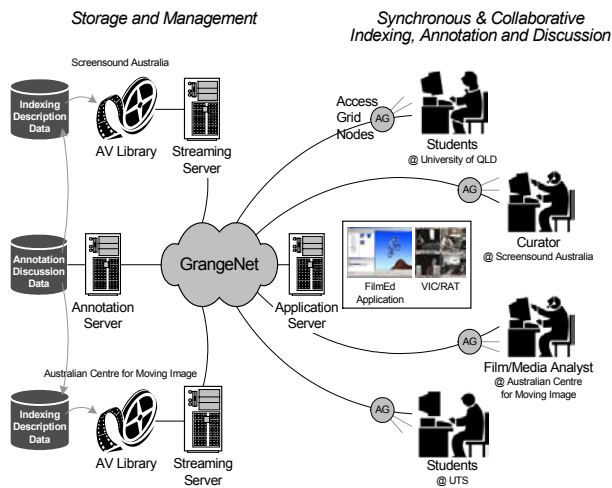 Storage and Management
Synchronous & Collaborative
Indexing, Annotation and Discussion
Screensound Australia
Indexing
Description
Data
AV Library
Streaming
Server
Access
Grid
Nodes
AG
Students
@ University of QLD
AG
Curator
@ Screensound Australia
Annotation
Discussion
Data
Annotation
Server
GrangeNet
Application
Server
FilmEd
Application
VIC/RAT
AG
Film/Media Analyst
@ Australian Centre
for Moving Image
Australian Centre for Moving Image
Indexing
Description
Data
AV Library
Streaming
Server
AG
Students
@ UTS